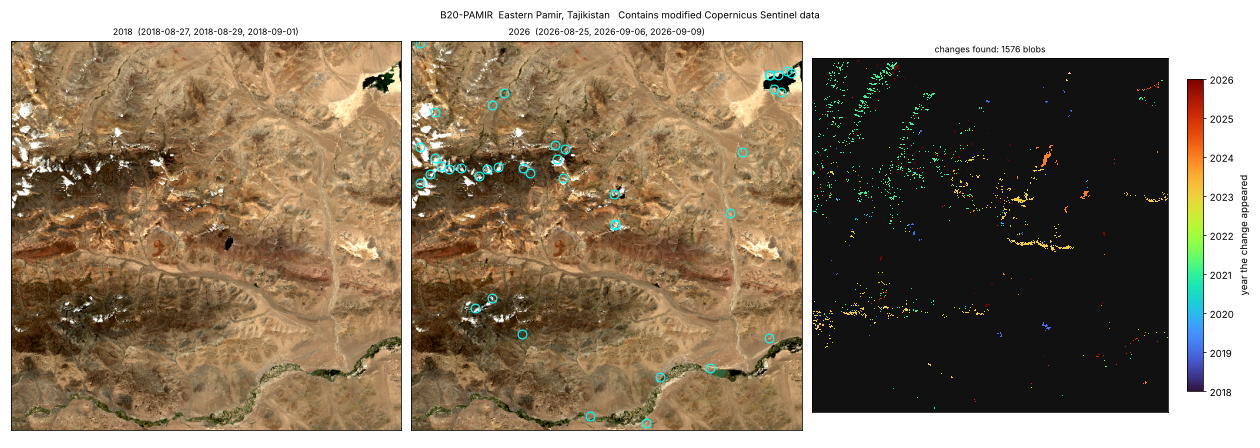 B20-PAMIR Eastern Pamir, Tajikistan Contains modified Copernicus Sentinel data
2018 (2018-08-27, 2018-08-29, 2018-09-01)
2026 (2026-08-25, 2026-09-06, 2026-09-09)
changes found: 1576 blobs
2026
2025
2024
2023
2022
2021
2020
2019
2018
year the change appeared